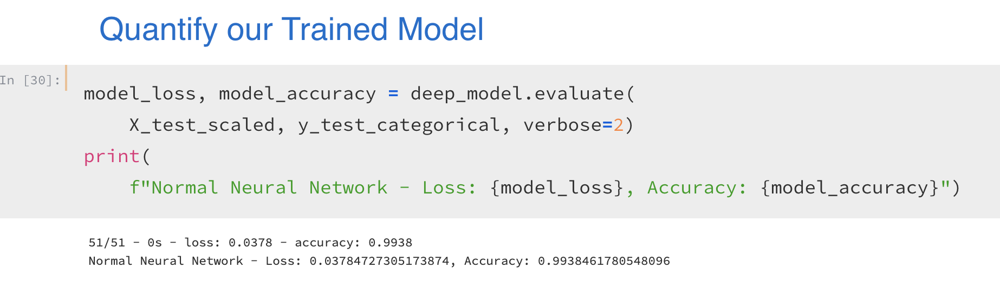 Quantify our Trained Model
In [30]:
model_loss, model_accuracy = deep_model.evaluate(
    X_test_scaled, y_test_categorical, verbose=2)
print(
    f"Normal Neural Network - Loss: {model_loss}, Accuracy: {model_accuracy}")
51/51 - 0s - loss: 0.0378 - accuracy: 0.9938
Normal Neural Network - Loss: 0.03784727305173874, Accuracy: 0.9938461780548096